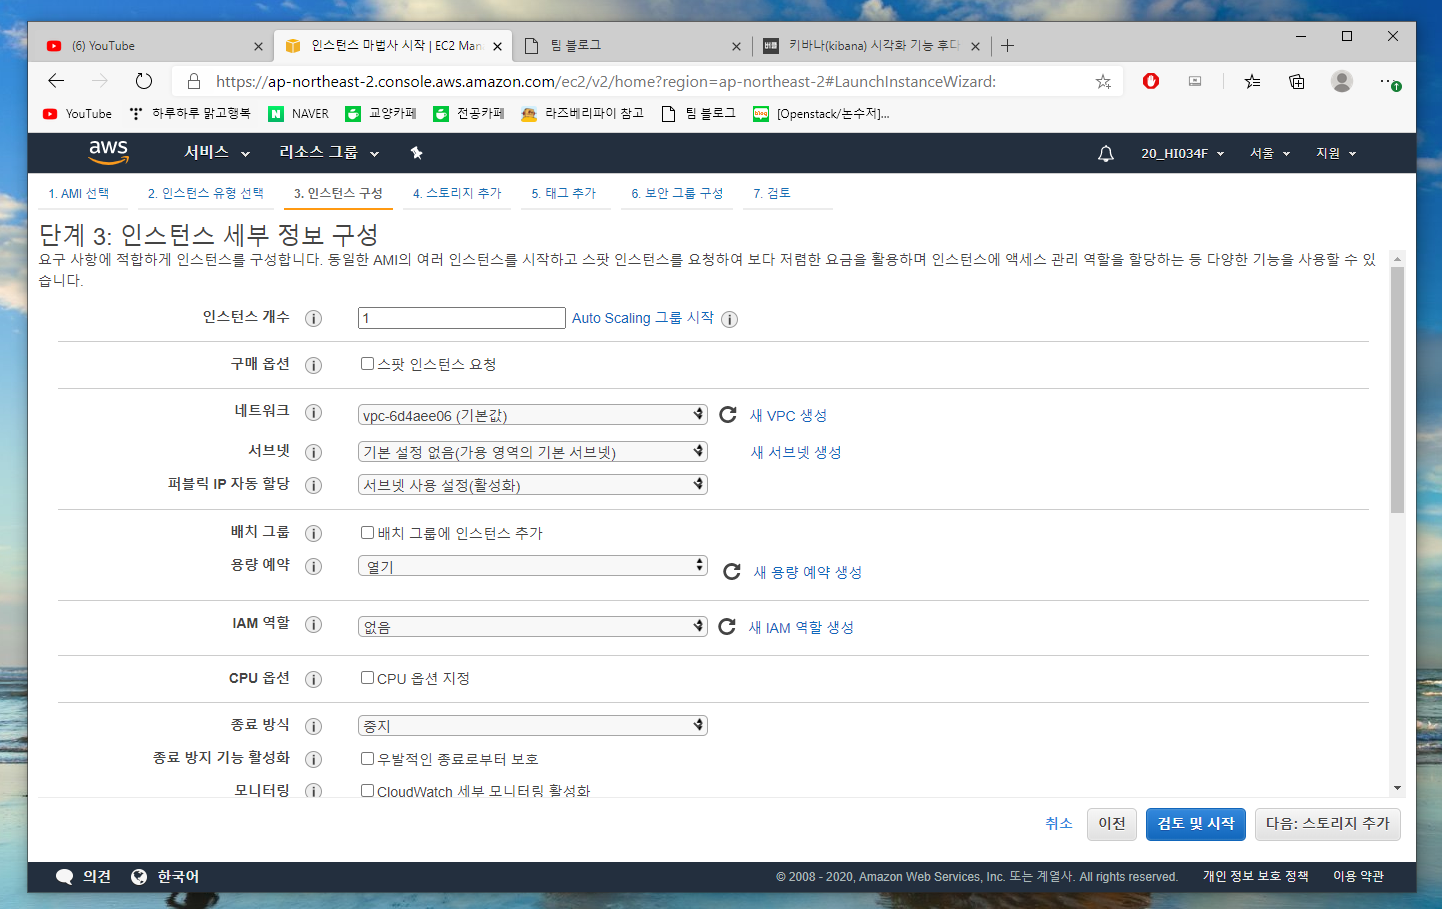 (6) YouTube
인스턴스 마법사 시작 | EC2 Man
팀 블로그
키바나(kibana) 시각화 기능 후다
https://ap-northeast-2.console.aws.amazon.com/ec2/v2/home?region=ap-northeast-2#LaunchInstanceWizard:
YouTube
하루하루 맑고행복
NAVER
교양카페
전공카페
라즈베리파이 참고
팀 블로그
[Openstack/논수저]...
aws
서비스
리소스 그룹
20_HI034F
서울
지원
1. AMI 선택
2. 인스턴스 유형 선택
3. 인스턴스 구성
4. 스토리지 추가
5. 태그 추가
6. 보안 그룹 구성
7. 검토
단계 3: 인스턴스 세부 정보 구성
요구 사항에 적합하게 인스턴스를 구성합니다. 동일한 AMI의 여러 인스턴스를 시작하고 스팟 인스턴스를 요청하여 보다 저렴한 요금을 활용하며 인스턴스에 액세스 관리 역할을 할당하는 등 다양한 기능을 사용할 수 있
습니다.
인스턴스 개수
1
Auto Scaling 그룹 시작
구매 옵션
스팟 인스턴스 요청
네트워크
vpc-6d4aee06 (기본값)
새 VPC 생성
서브넷
기본 설정 없음(가용 영역의 기본 서브넷)
새 서브넷 생성
퍼블릭 IP 자동 할당
서브넷 사용 설정(활성화)
배치 그룹
배치 그룹에 인스턴스 추가
용량 예약
열기
새 용량 예약 생성
IAM 역할
없음
새 IAM 역할 생성
CPU 옵션
CPU 옵션 지정
종료 방식
중지
종료 방지 기능 활성화
우발적인 종료로부터 보호
모니터링
CloudWatch 세부 모니터링 활성화
취소
이전
검토 및 시작
다음: 스토리지 추가
의견
한국어
© 2008 - 2020, Amazon Web Services, Inc. 또는 계열사. All rights reserved.
개인 정보 보호 정책
이용 약관